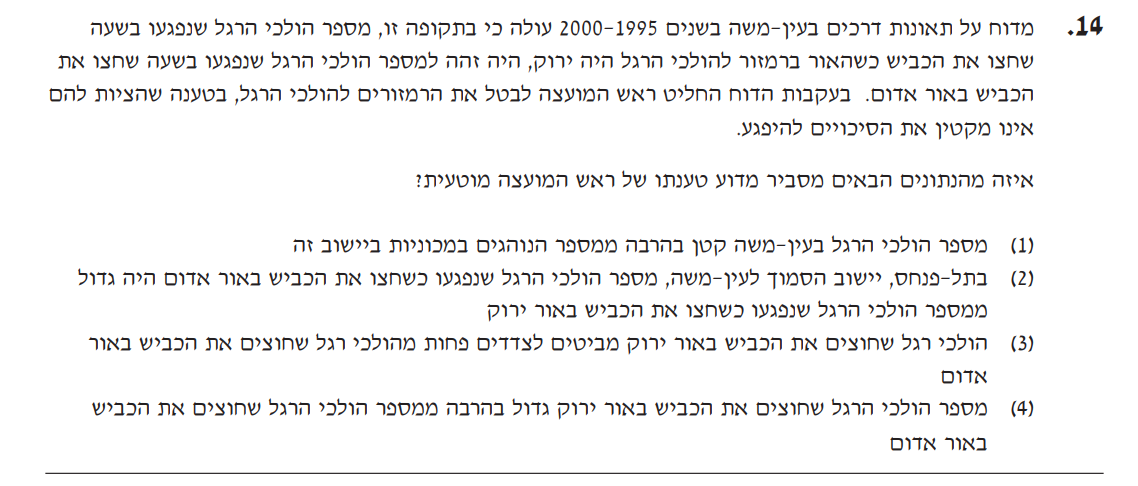 14. מדוח על תאונות דרכים בעין-משה בשנים 2000-1995 עולה כי בתקופה זו, מספר הולכי הרגל שנפגעו בשעה
שחצו את הכביש כשהאור ברמזור להולכי הרגל היה ירוק, היה זהה למספר הולכי הרגל שנפגעו בשעה שחצו את
הכביש באור אדום. בעקבות הדוח החליט ראש המועצה לבטל את הרמזורים להולכי הרגל, בטענה שהציות להם
אינו מקטין את הסיכויים להיפגע.
איזה מהנתונים הבאים מסביר מדוע טענתו של ראש המועצה מוטעית?
(1) מספר הולכי הרגל בעין-משה קטן בהרבה ממספר הנוהגים במכוניות ביישוב זה
(2) בתל-פנחס, יישוב הסמוך לעין-משה, מספר הולכי הרגל שנפגעו כשחצו את הכביש באור אדום היה גדול
ממספר הולכי הרגל שנפגעו כשחצו את הכביש באור ירוק
(3) הולכי רגל שחוצים את הכביש באור ירוק מביטים לצדדים פחות מהולכי רגל שחוצים את הכביש באור
אדום
(4) מספר הולכי הרגל שחוצים את הכביש באור ירוק גדול בהרבה ממספר הולכי הרגל שחוצים את הכביש
באור אדום